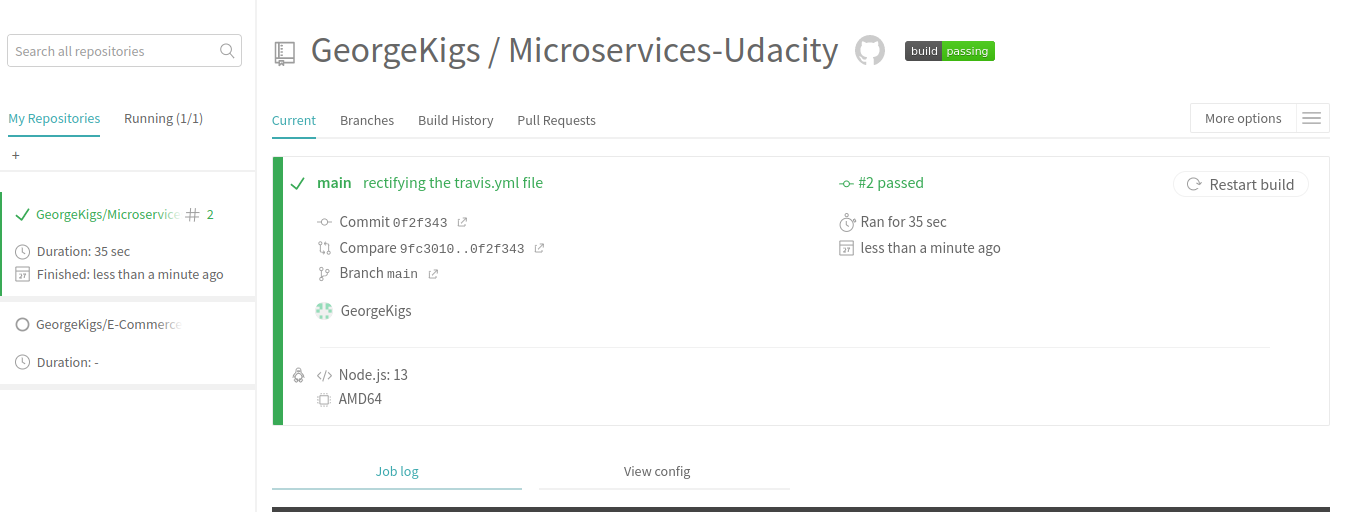 Search all repositories
My Repositories Running (1/1)
+
GeorgeKigs/Microservice # 2
Duration: 35 sec
27 Finished: less than a minute ago
GeorgeKigs/E-Commerce
Duration: -
GeorgeKigs / Microservices-Udacity build passing
Current Branches Build History Pull Requests More options
main rectifying the travis.yml file #2 passed Restart build
Commit 0f2f343 Ran for 35 sec
Compare 9fc3010..0f2f343 27 less than a minute ago
Branch main
GeorgeKigs
</> Node.js: 13
AMD64
Job log View config